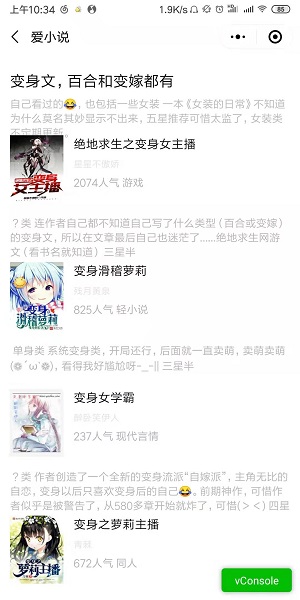 上午10:34
1.9K/s
84
爱小说
变身文，百合和变嫁都有
自己看过的😂，也包括一些女装 一本《女装的日常》不知道
为什么莫名其妙显示不出来，五星推荐可惜太监了，女装类
不定期更新。
绝地求生之变身女主播
2074人气 游戏
女主播
？类 连作者自己都不知道自己写了什么类型（百合或变嫁）
的变身文，所以在文章最后自己也迷茫了......绝地求生网游
文（看书名就知道）三星半
变身滑稽萝莉
825人气 轻小说
变身
滑稽萝莉
单身类 系统变身类，开局还行，后面就一直卖萌，卖萌卖萌
(❁´ω`❁)，看得我好尴尬呀-_-|| 三星半
变身女学霸
237人气 现代言情
？类 作者创造了一个全新的变身流派“自嫁派”，主角无比的
自恋，变身以后只喜欢变身后的自己😂。前期神作，可惜作
者似乎是被警告了，从580多章开始就炸了，可惜(＞＜) 四星
变身之萝莉主播
672人气 同人
萝莉主播
vConsole